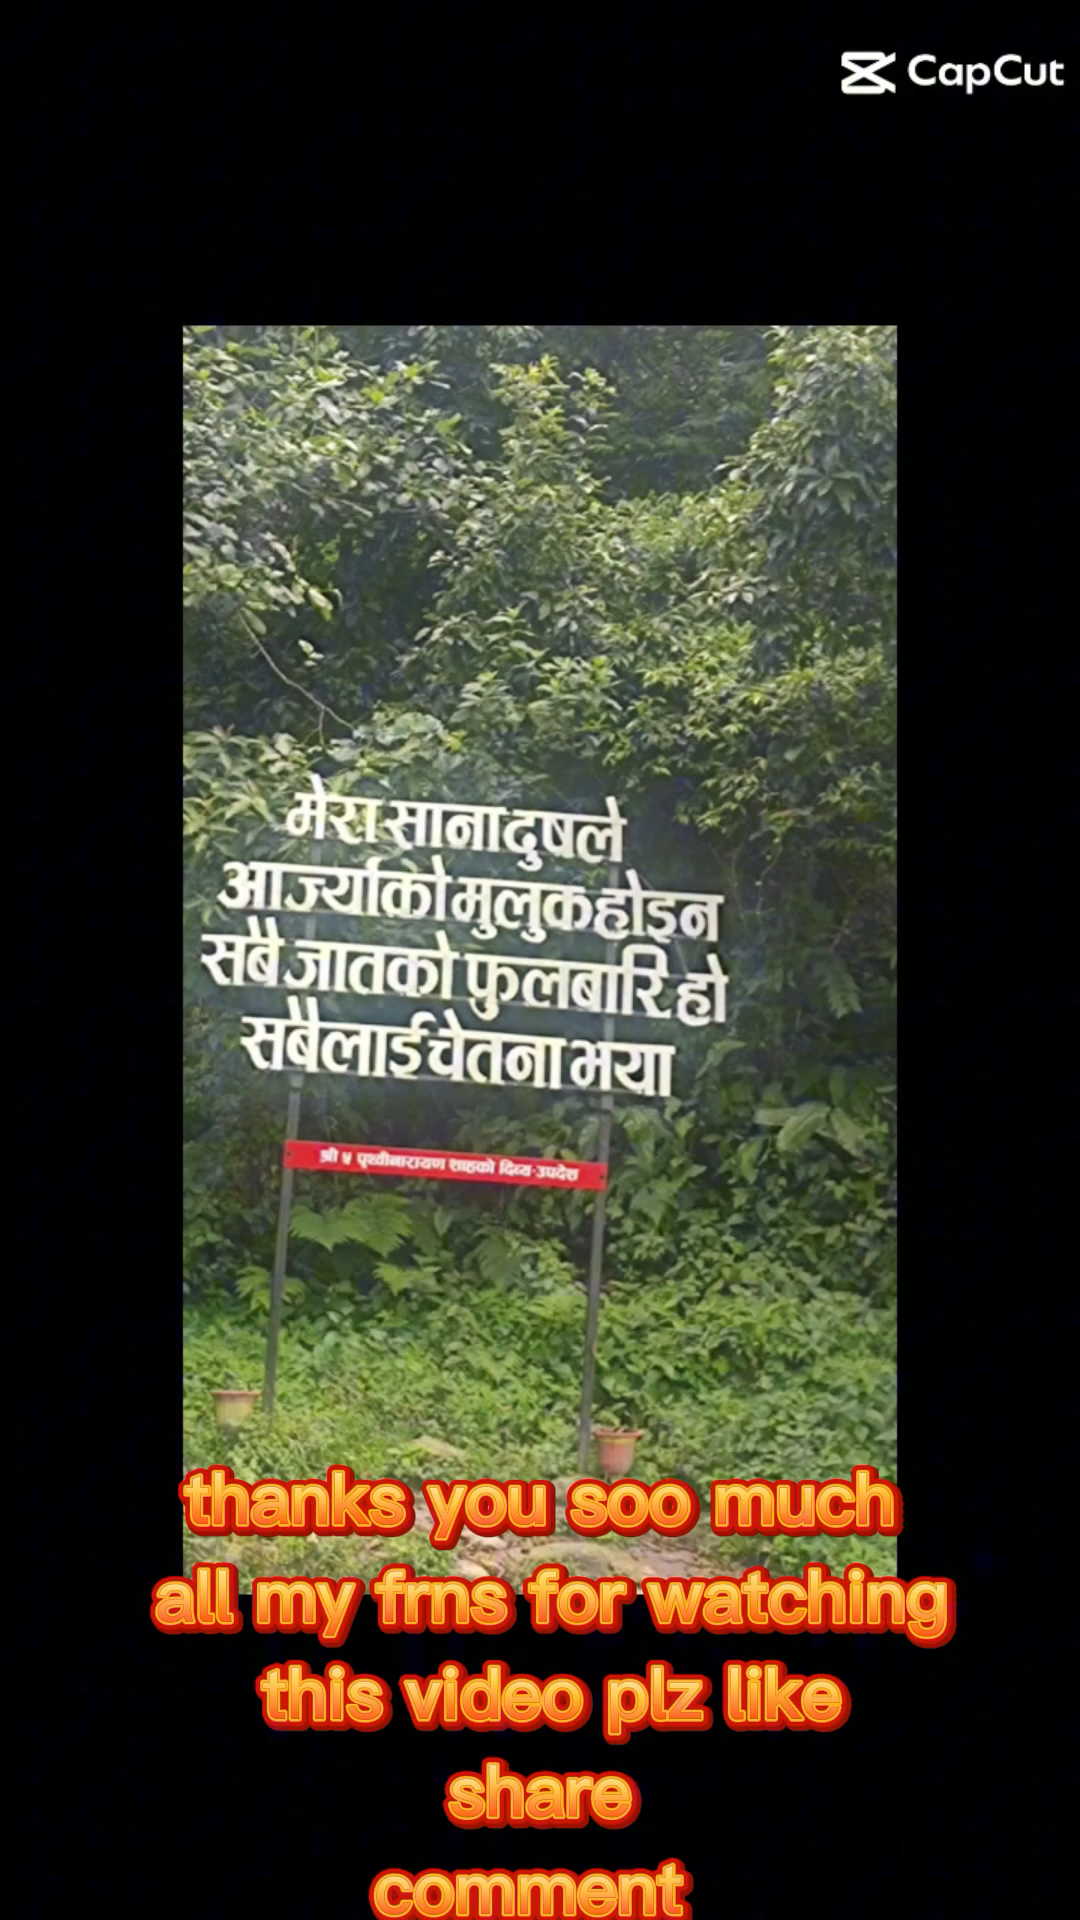 CapCut
मेरा साना दुषले
आर्ज्याको मुलुक होइन
सबै जातको फुलबारि हो
सबैलाई चेतना भया
श्री ५ पृथ्वीनारायण शाहको दिव्य-उपदेश
thanks you soo much
all my frns for watching
this video plz like
share
comment